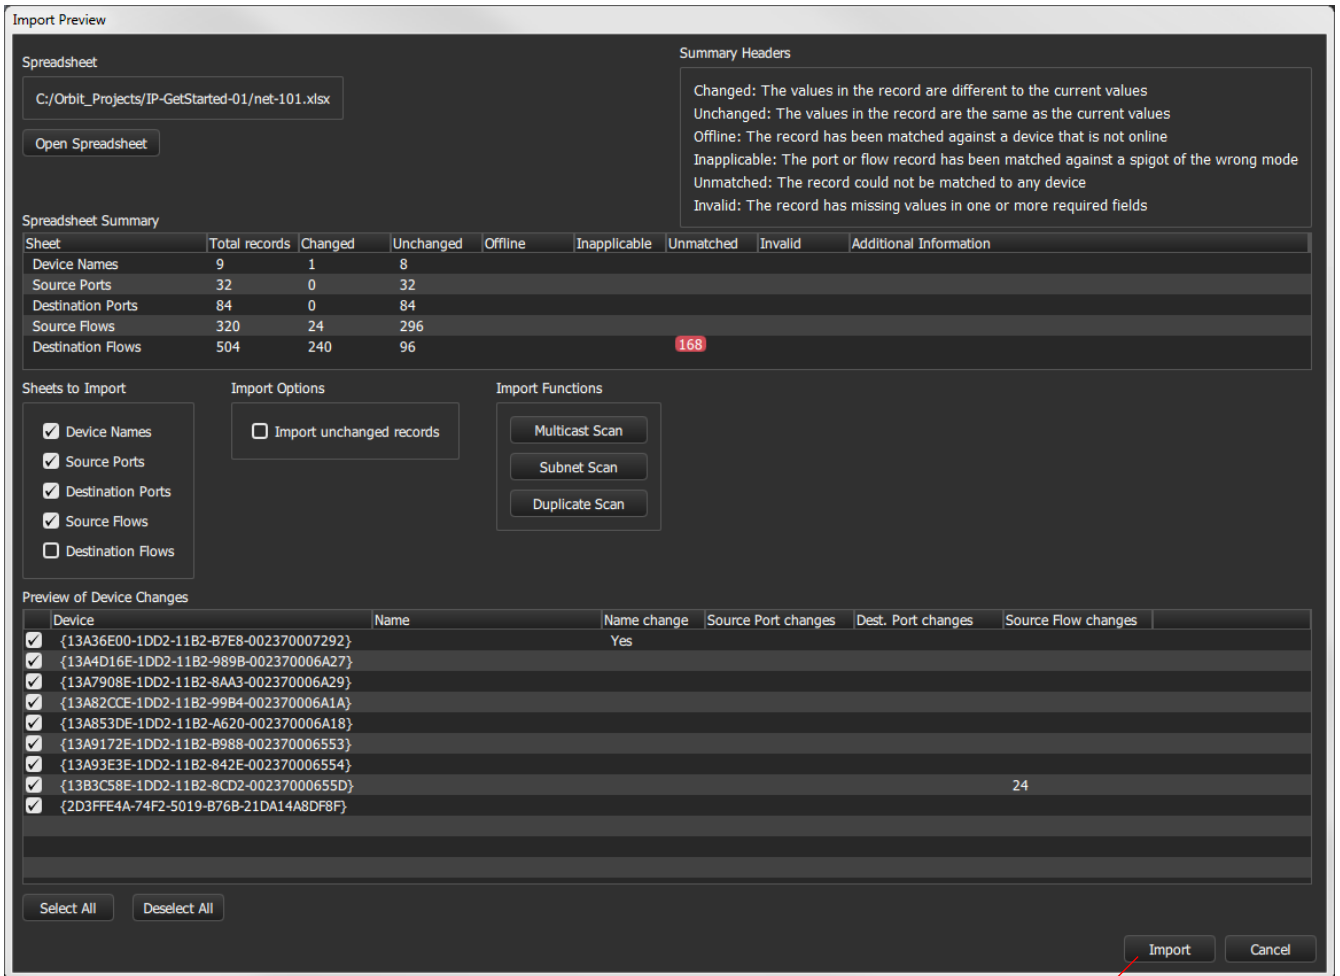 Import Preview
Spreadsheet
C:/Orbit_Projects/IP-GetStarted-01/net-101.xlsx
Open Spreadsheet
Summary Headers
Changed: The values in the record are different to the current values
Unchanged: The values in the record are the same as the current values
Offline: The record has been matched against a device that is not online
Inapplicable: The port or flow record has been matched against a spigot of the wrong mode
Unmatched: The record could not be matched to any device
Invalid: The record has missing values in one or more required fields
Spreadsheet Summary
Sheet Total records Changed Unchanged Offline Inapplicable Unmatched Invalid Additional Information
Device Names 9 1 8
Source Ports 32 0 32
Destination Ports 84 0 84
Source Flows 320 24 296
Destination Flows 504 240 96 168
Sheets to Import
Device Names
Source Ports
Destination Ports
Source Flows
Destination Flows
Import Options
Import unchanged records
Import Functions
Multicast Scan
Subnet Scan
Duplicate Scan
Preview of Device Changes
Device Name Name change Source Port changes Dest. Port changes Source Flow changes
{13A36E00-1DD2-11B2-B7E8-002370007292} Yes
{13A4D16E-1DD2-11B2-989B-002370006A27}
{13A7908E-1DD2-11B2-8AA3-002370006A29}
{13A82CCE-1DD2-11B2-99B4-002370006A1A}
{13A853DE-1DD2-11B2-A620-002370006A18}
{13A9172E-1DD2-11B2-B988-002370006553}
{13A93E3E-1DD2-11B2-842E-002370006554}
{13B3C58E-1DD2-11B2-8CD2-00237000655D} 24
{2D3FFE4A-74F2-5019-B76B-21DA14A8DF8F}
Select All
Deselect All
Import
Cancel